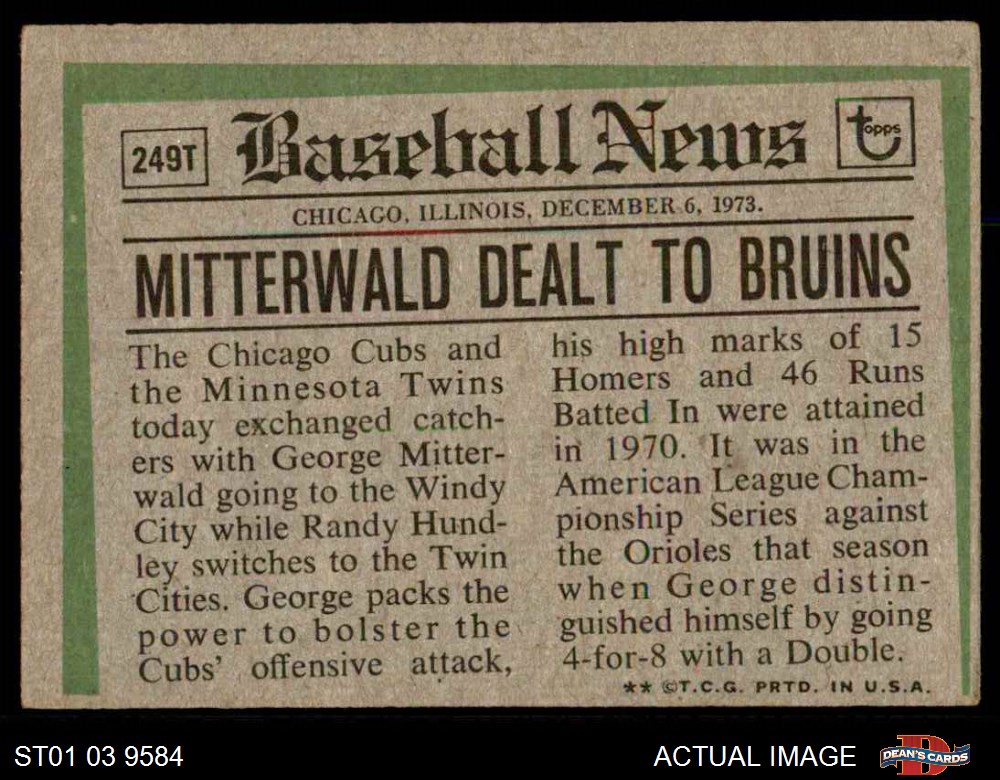 249T
Baseball News
Topps
CHICAGO, ILLINOIS, DECEMBER 6, 1973.
MITTERWALD DEALT TO BRUINS
The Chicago Cubs and
the Minnesota Twins
today exchanged catch-
ers with George Mitter-
wald going to the Windy
City while Randy Hund-
ley switches to the Twin
Cities. George packs the
power to bolster the
Cubs' offensive attack,
his high marks of 15
Homers and 46 Runs
Batted In were attained
in 1970. It was in the
American League Cham-
pionship Series against
the Orioles that season
when George distin-
guished himself by going
4-for-8 with a Double.
** ©T.C.G. PRTD. IN U.S.A.
ST01 03 9584
ACTUAL IMAGE
DEAN'S CARDS